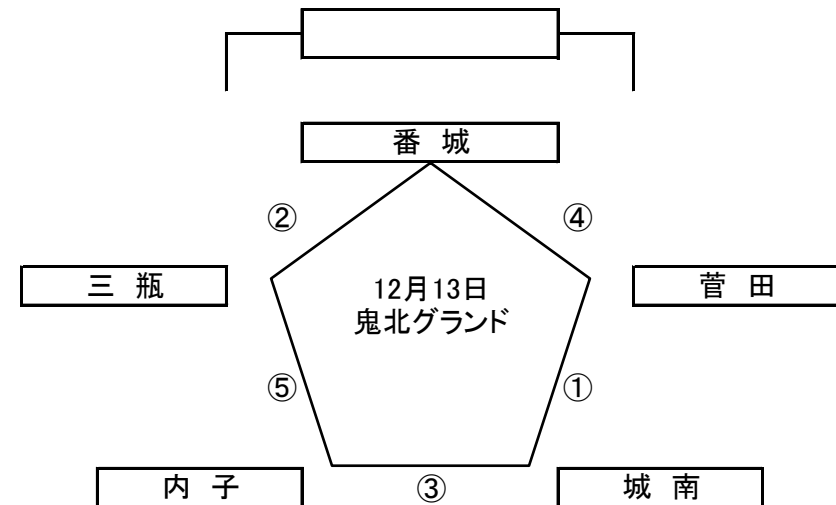 番 城
② ④
三 瓶
12月13日
鬼北グランド
菅 田
⑤ ①
内 子
③
城 南